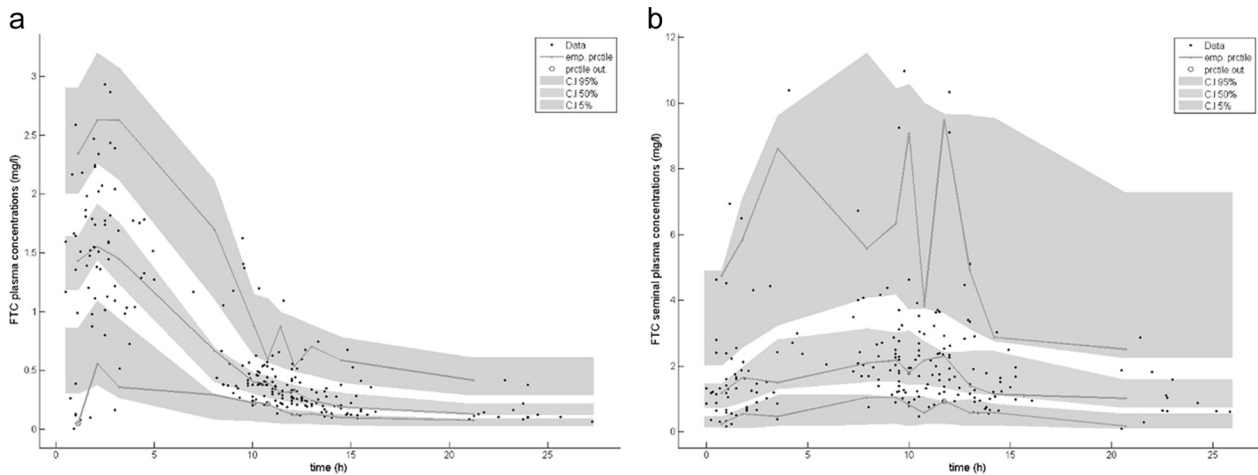 a
FTC plasma concentrations (mg/l)
3
2.5
2
1.5
1
0.5
0
0
5
10
15
20
25
time (h)
Data
emp. prctile
prctile out.
C.I 95%
C.I 50%
C.I 5%
b
FTC seminal plasma concentrations (mg/l)
12
10
8
6
4
2
0
0
5
10
15
20
25
time (h)
Data
emp. prctile
prctile out.
C.I 95%
C.I 50%
C.I 5%